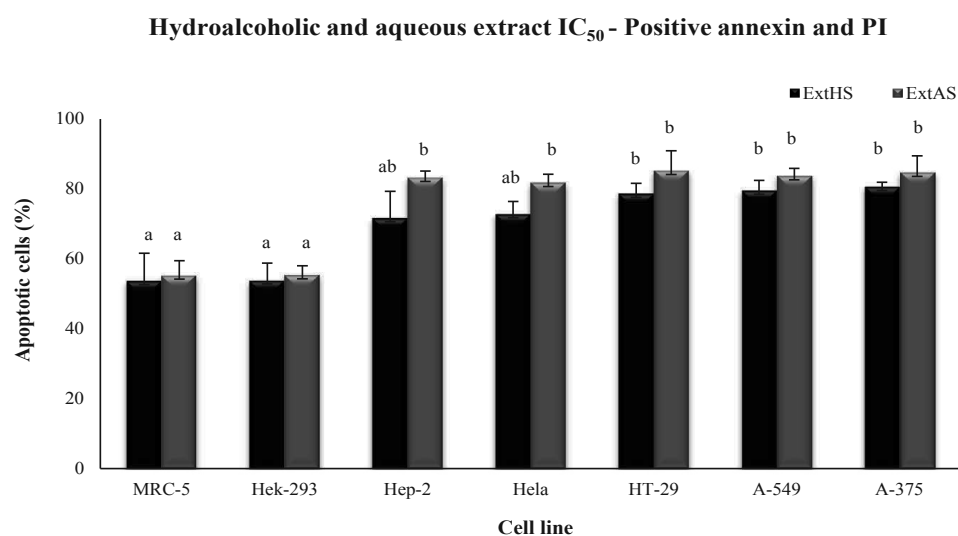 Hydroalcoholic and aqueous extract IC₅₀ - Positive annexin and PI
ExtHS ExtAS
100
80
60
40
20
0
Apoptotic cells (%)
a a a a ab b ab b b b b b b b
MRC-5 Hek-293 Hep-2 Hela HT-29 A-549 A-375
Cell line